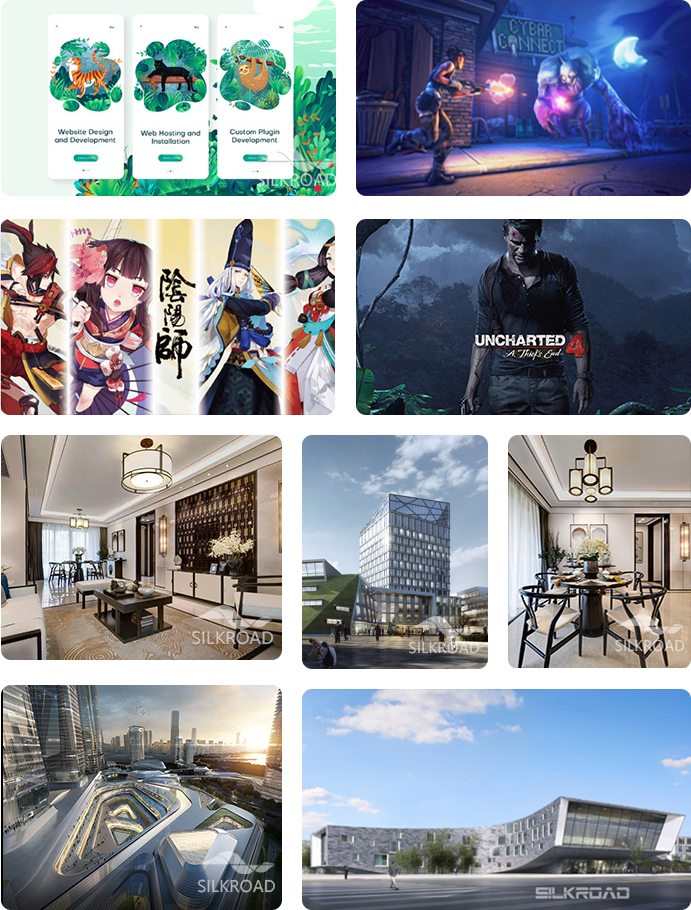 Website Design
and Development
Web Hosting and
Installation
Custom Plugin
Development
SILKROAD
CYBAR
CONNECT
陰陽師
UNCHARTED 4
A Thief's End
SILKROAD
SILKROAD
SILKROAD
SILKROAD
SILKROAD